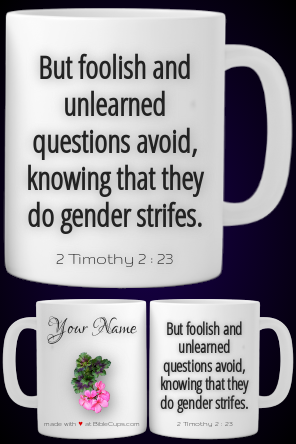 But foolish and
unlearned
questions avoid,
knowing that they
do gender strifes.
2 Timothy 2 : 23
Your Name
made with ♥ at BibleCups.com
But foolish and
unlearned
questions avoid,
knowing that they
do gender strifes.
2 Timothy 2 : 23